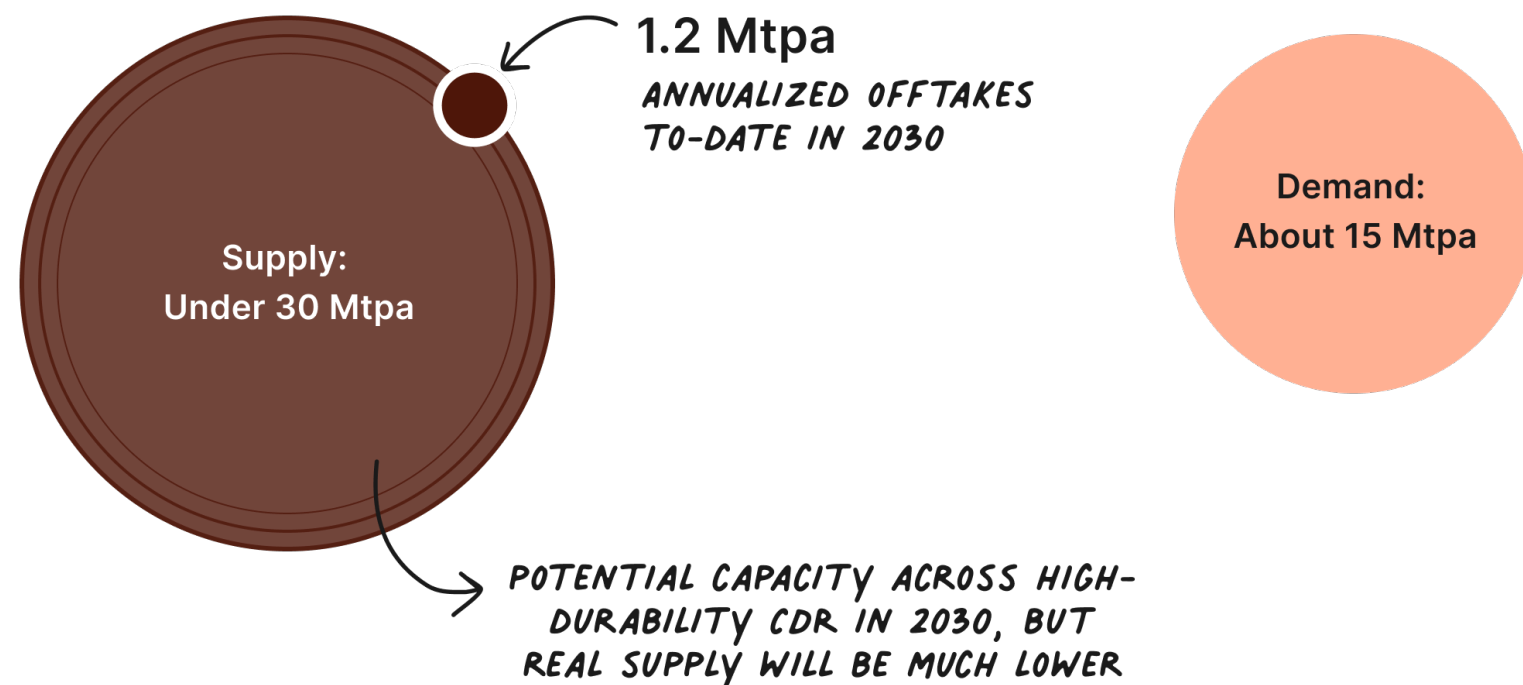 1.2 Mtpa
ANNUALIZED OFFTAKES
TO-DATE IN 2030
Supply:
Under 30 Mtpa
Demand:
About 15 Mtpa
POTENTIAL CAPACITY ACROSS HIGH-
DURABILITY CDR IN 2030, BUT
REAL SUPPLY WILL BE MUCH LOWER